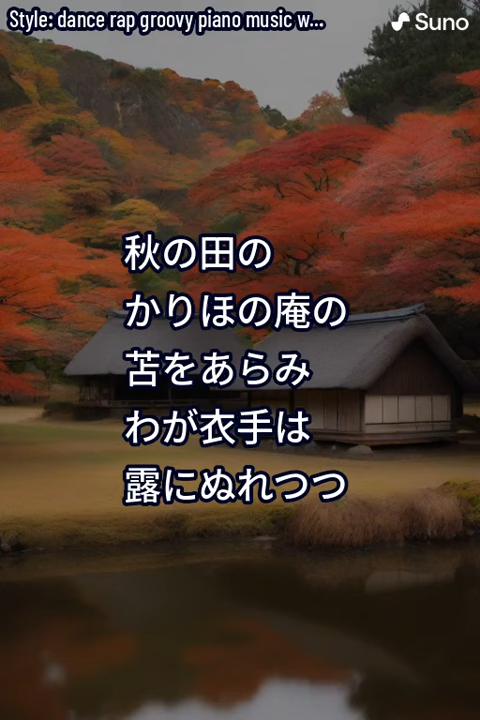 Style: dance rap groovy piano music w...
Suno
秋の田の
かりほの庵の
苫をあらみ
わが衣手は
露にぬれつつ